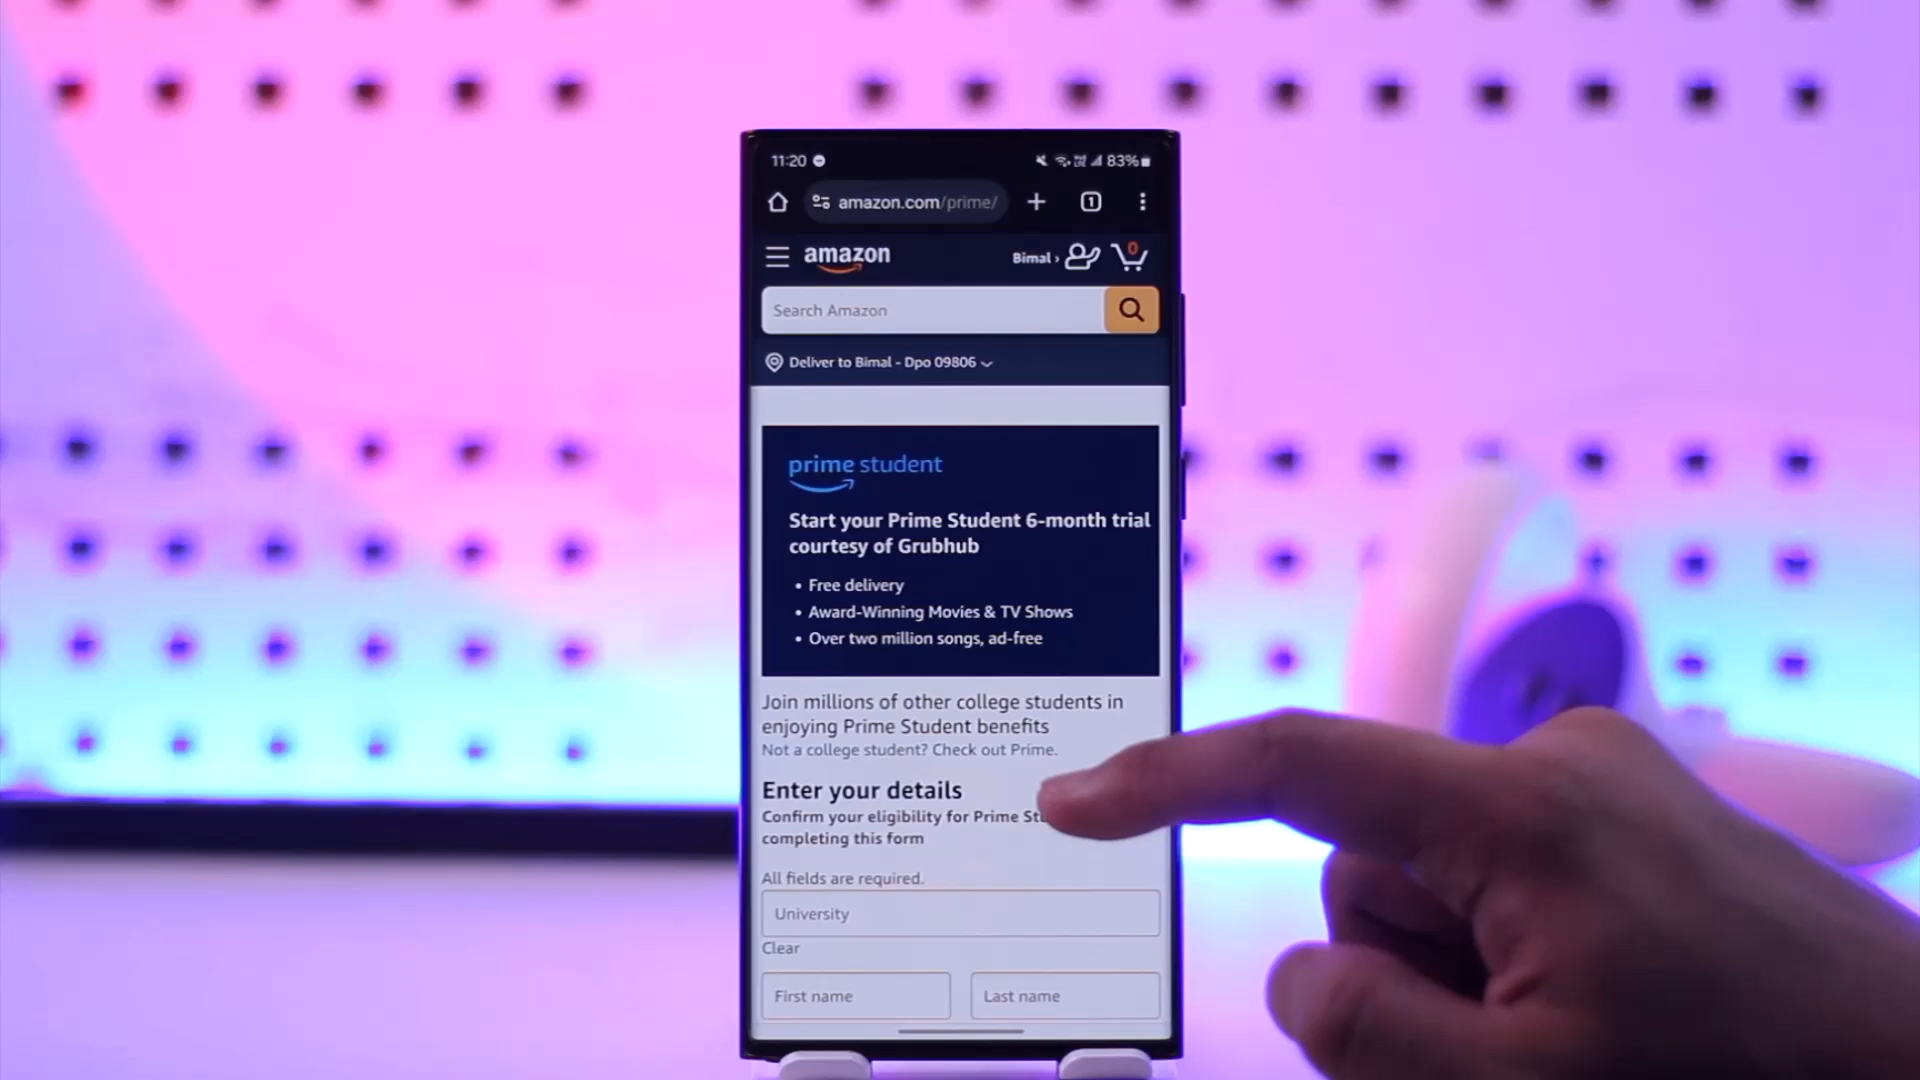 11:20
83%
amazon.com/prime/
1
amazon
Bimal ›
0
Search Amazon
Deliver to Bimal - Dpo 09806
prime student
Start your Prime Student 6-month trial
courtesy of Grubhub
• Free delivery
• Award-Winning Movies & TV Shows
• Over two million songs, ad-free
Join millions of other college students in
enjoying Prime Student benefits
Not a college student? Check out Prime.
Enter your details
Confirm your eligibility for Prime
completing this form
All fields are required.
University
Clear
First name
Last name